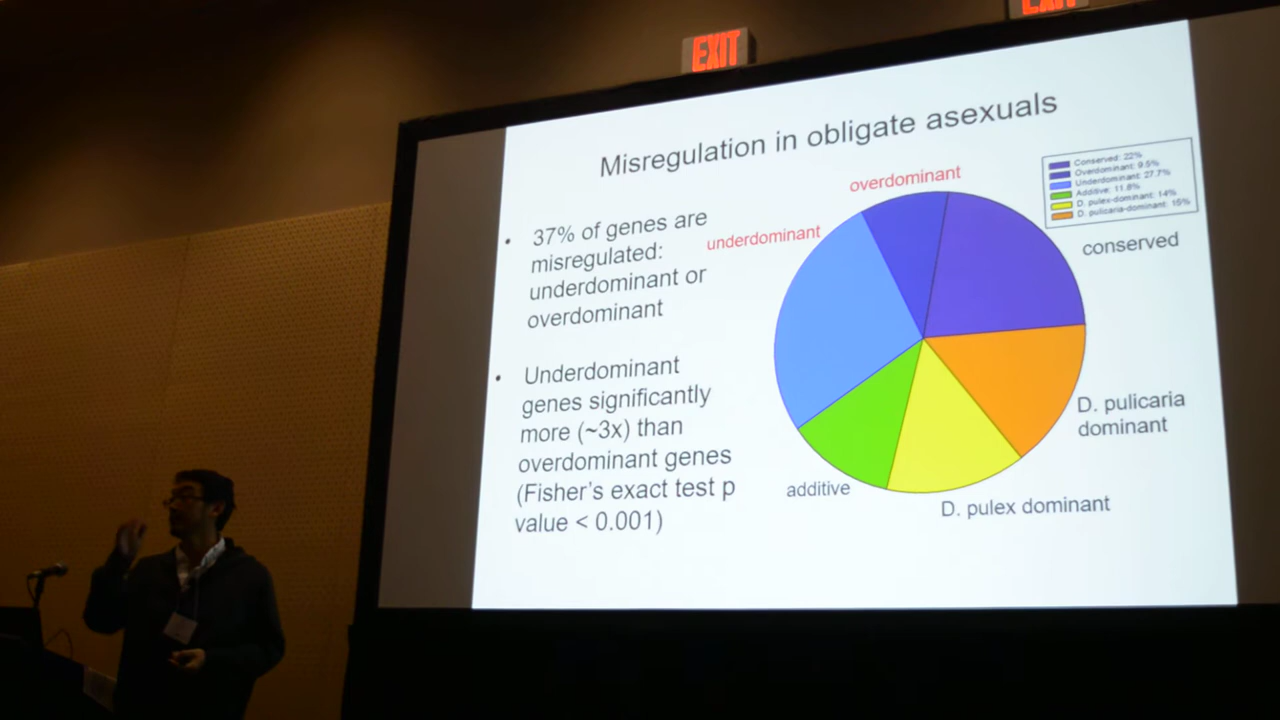 EXIT
EXIT
Misregulation in obligate asexuals
• 37% of genes are
misregulated:
underdominant or
overdominant
• Underdominant
genes significantly
more (~3x) than
overdominant genes
(Fisher's exact test p
value < 0.001)
overdominant
underdominant
conserved
D. pulicaria
dominant
D. pulex dominant
additive
Conserved: 22%
Overdominant: 9.5%
Underdominant: 27.7%
Additive: 11.8%
D. pulex-dominant: 14%
D. pulicaria-dominant: 15%